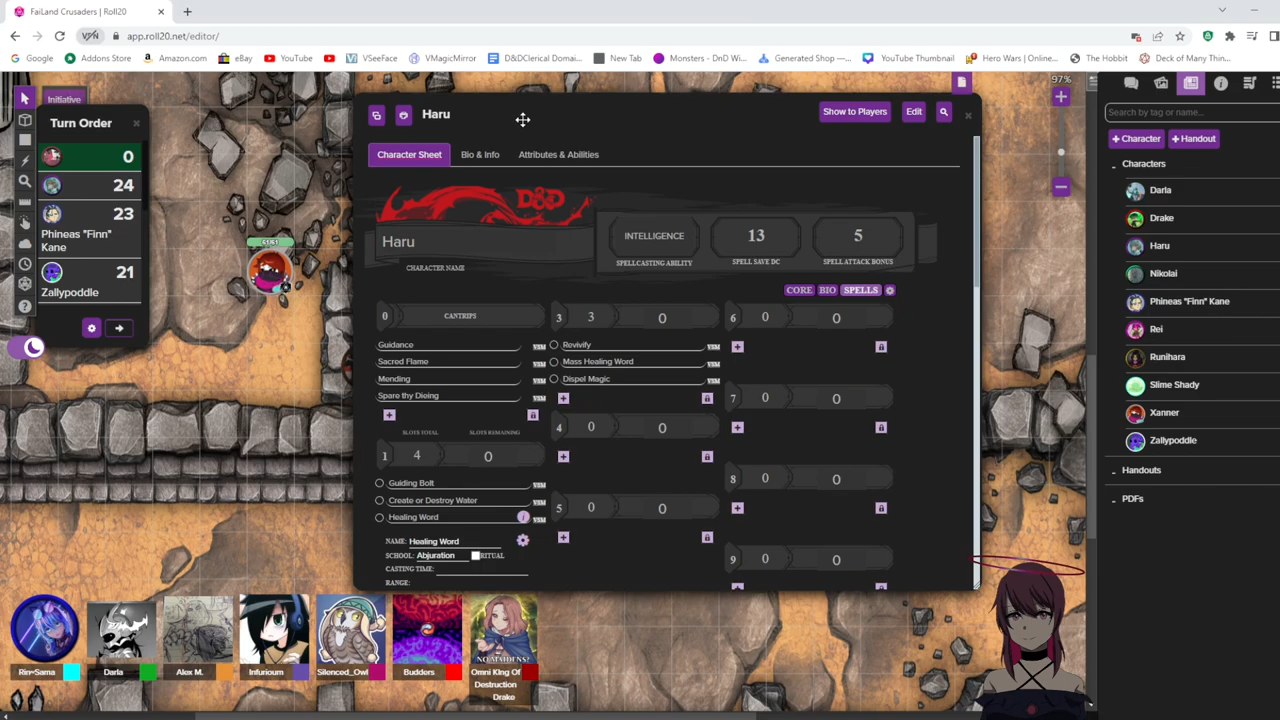 FaiLand Crusaders | Roll20
VPN
app.roll20.net/editor/
Google
Addons Store
Amazon.com
eBay
YouTube
VSeeFace
VMagicMirror
D&DClerical Domain...
New Tab
Monsters - DnD Wi...
Generated Shop —...
YouTube Thumbnail
Hero Wars | Online...
The Hobbit
Deck of Many Thin...
Initiative
Turn Order
0
24
23
Phineas "Finn"
Kane
21
Zallypoddle
61/61
97%
Haru
Show to Players
Edit
Character Sheet
Bio & Info
Attributes & Abilities
D&D
Haru
CHARACTER NAME
INTELLIGENCE
SPELLCASTING ABILITY
13
SPELL SAVE DC
5
SPELL ATTACK BONUS
CORE
BIO
SPELLS
0 CANTRIPS
Guidance
Sacred Flame
Mending
Spare thy Dieing
SLOTS TOTAL
SLOTS REMAINING
1 4 0
Guiding Bolt
Create or Destroy Water
Healing Word
NAME: Healing Word
SCHOOL: Abjuration
RITUAL
CASTING TIME:
RANGE:
3 3 0
Revivify
Mass Healing Word
Dispel Magic
4 0 0
5 0 0
6 0 0
7 0 0
8 0 0
9 0 0
Search by tag or name...
+ Character
+ Handout
Characters
Darla
Drake
Haru
Nikolai
Phineas "Finn" Kane
Rei
Runihara
Slime Shady
Xanner
Zallypoddle
Handouts
PDFs
Rin~Sama
Darla
Alex M.
Infurium
Silenced_Owl
Budders
NO MAIDENS?
Omni King Of
Destruction
Drake